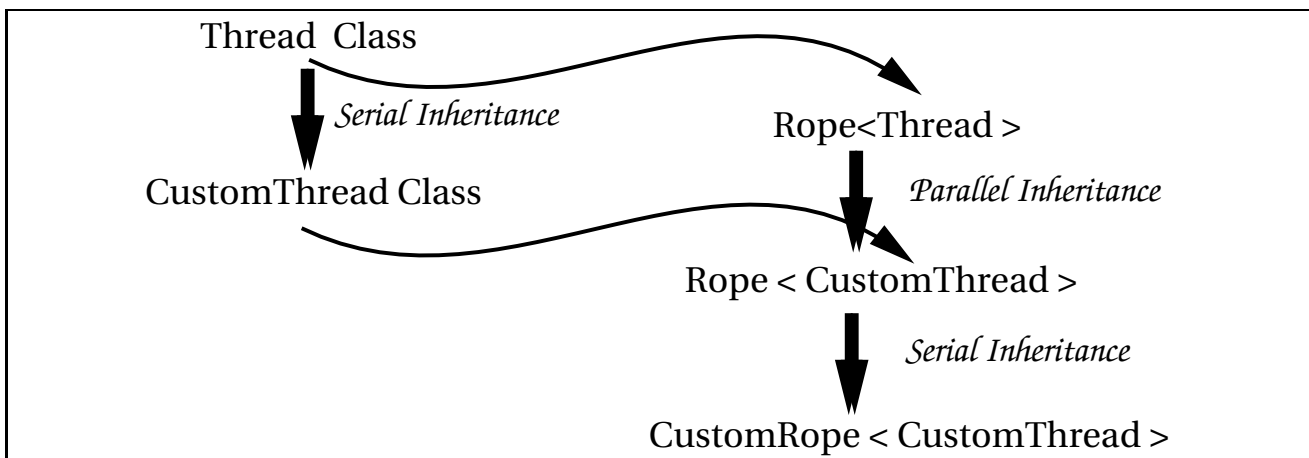 Thread Class
Serial Inheritance
Rope<Thread >
CustomThread Class
Parallel Inheritance
Rope < CustomThread >
Serial Inheritance
CustomRope < CustomThread >